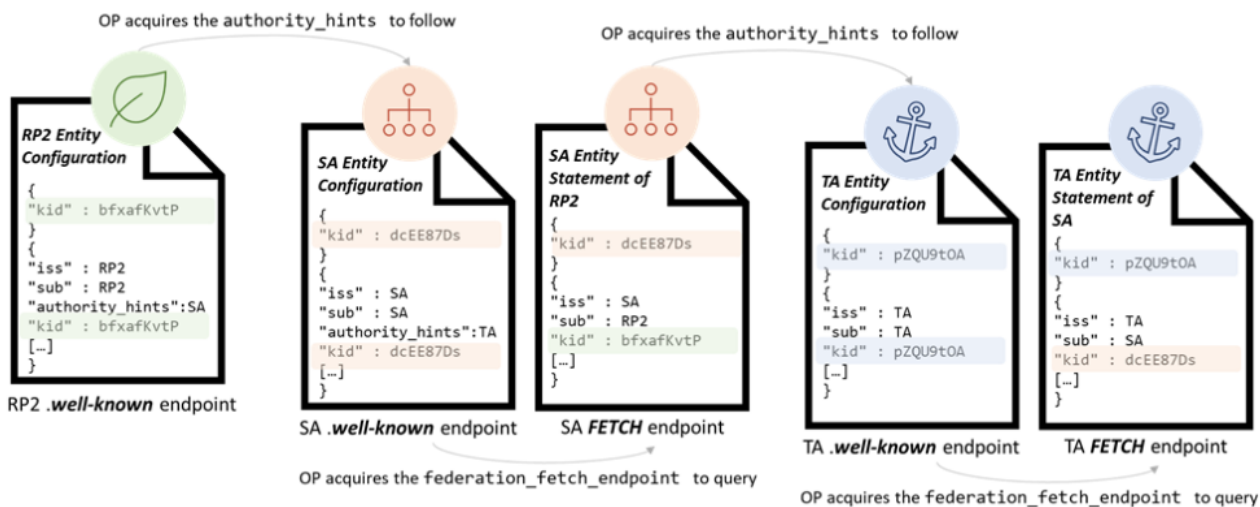 OP acquires the authority_hints to follow
OP acquires the authority_hints to follow
RP2 Entity
Configuration
{
"kid" : bfxafKvtP
}
{
"iss" : RP2
"sub" : RP2
"authority_hints":SA
"kid" : bfxafKvtP
[…]
}
RP2 .well-known endpoint
SA Entity
Configuration
{
"kid" : dcEE87Ds
}
{
"iss" : SA
"sub" : SA
"authority_hints":TA
"kid" : dcEE87Ds
[…]
}
SA .well-known endpoint
SA Entity
Statement of
RP2
{
"kid" : dcEE87Ds
}
{
"iss" : SA
"sub" : RP2
"kid" : bfxafKvtP
[…]
}
SA FETCH endpoint
OP acquires the federation_fetch_endpoint to query
TA Entity
Configuration
{
"kid" : pZQU9tOA
}
{
"iss" : TA
"sub" : TA
"kid" : pZQU9tOA
[…]
}
TA .well-known endpoint
TA Entity
Statement of
SA
{
"kid" : pZQU9tOA
}
{
"iss" : TA
"sub" : SA
"kid" : dcEE87Ds
[…]
}
TA FETCH endpoint
OP acquires the federation_fetch_endpoint to query